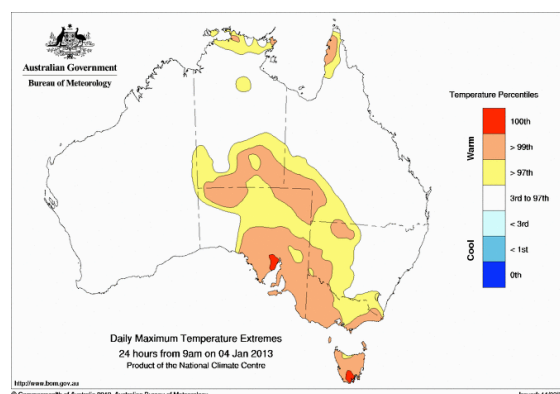 Australian Government
Bureau of Meteorology
Temperature Percentiles
Warm
100th
> 99th
> 97th
3rd to 97th
Cool
< 3rd
< 1st
0th
Daily Maximum Temperature Extremes
24 hours from 9am on 04 Jan 2013
Product of the National Climate Centre
http://www.bom.gov.au